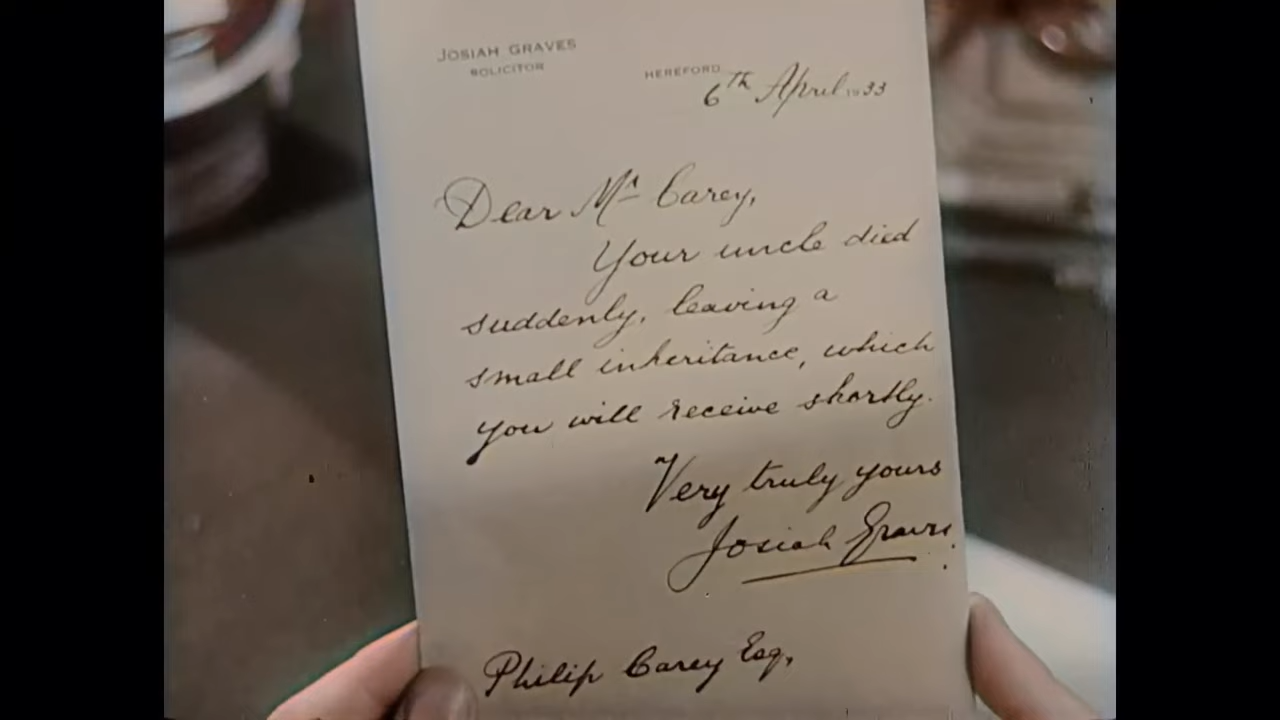 JOSIAH GRAVES
SOLICITOR
HEREFORD
6th April 1933
Dear Mr Carey,
Your uncle died
suddenly, leaving a
small inheritance, which
you will receive shortly.
Very truly yours
Josiah Graves.
Philip Carey Esq,